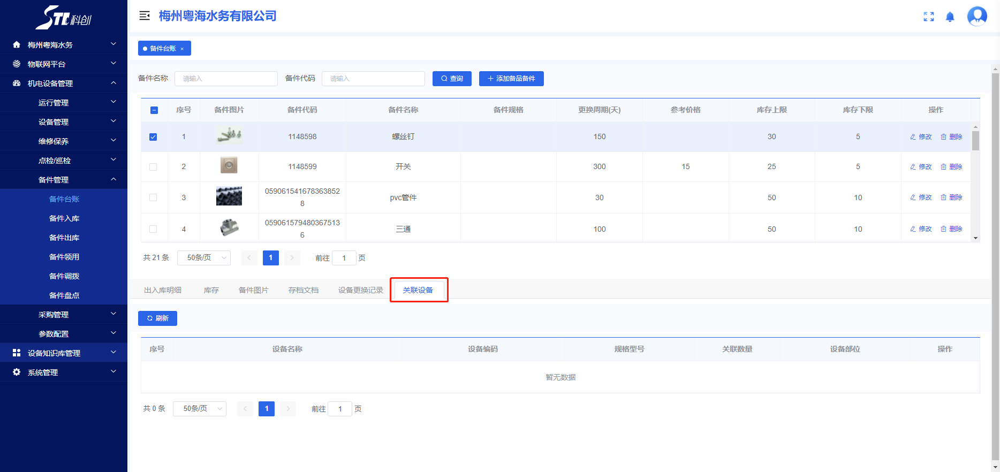 STLC科创
梅州粤海水务
物联网平台
机电设备管理
运行管理
设备管理
维修保养
点检/巡检
备件管理
备件台账
备件入库
备件出库
备件领用
备件调拨
备件盘点
采购管理
参数配置
设备知识库管理
系统管理
梅州粤海水务有限公司
备件台账 ×
备件名称 请输入 备件代码 请输入 查询 添加备品备件
序号 备件图片 备件代码 备件名称 备件规格 更换周期(天) 参考价格 库存上限 库存下限 操作
1 1148598 螺丝钉 150 30 5 修改 删除
2 1148599 开关 300 15 25 5 修改 删除
3 059061541678363852
8 pvc管件 30 50 10 修改 删除
4 059061579480367513
6 三通 100 50 10 修改 删除
共 21 条 50条/页 1 前往 1 页
出入库明细 库存 备件图片 存档文档 设备更换记录 关联设备
刷新
序号 设备名称 设备编码 规格型号 关联数量 设备部位 操作
暂无数据
共 0 条 50条/页 1 前往 1 页